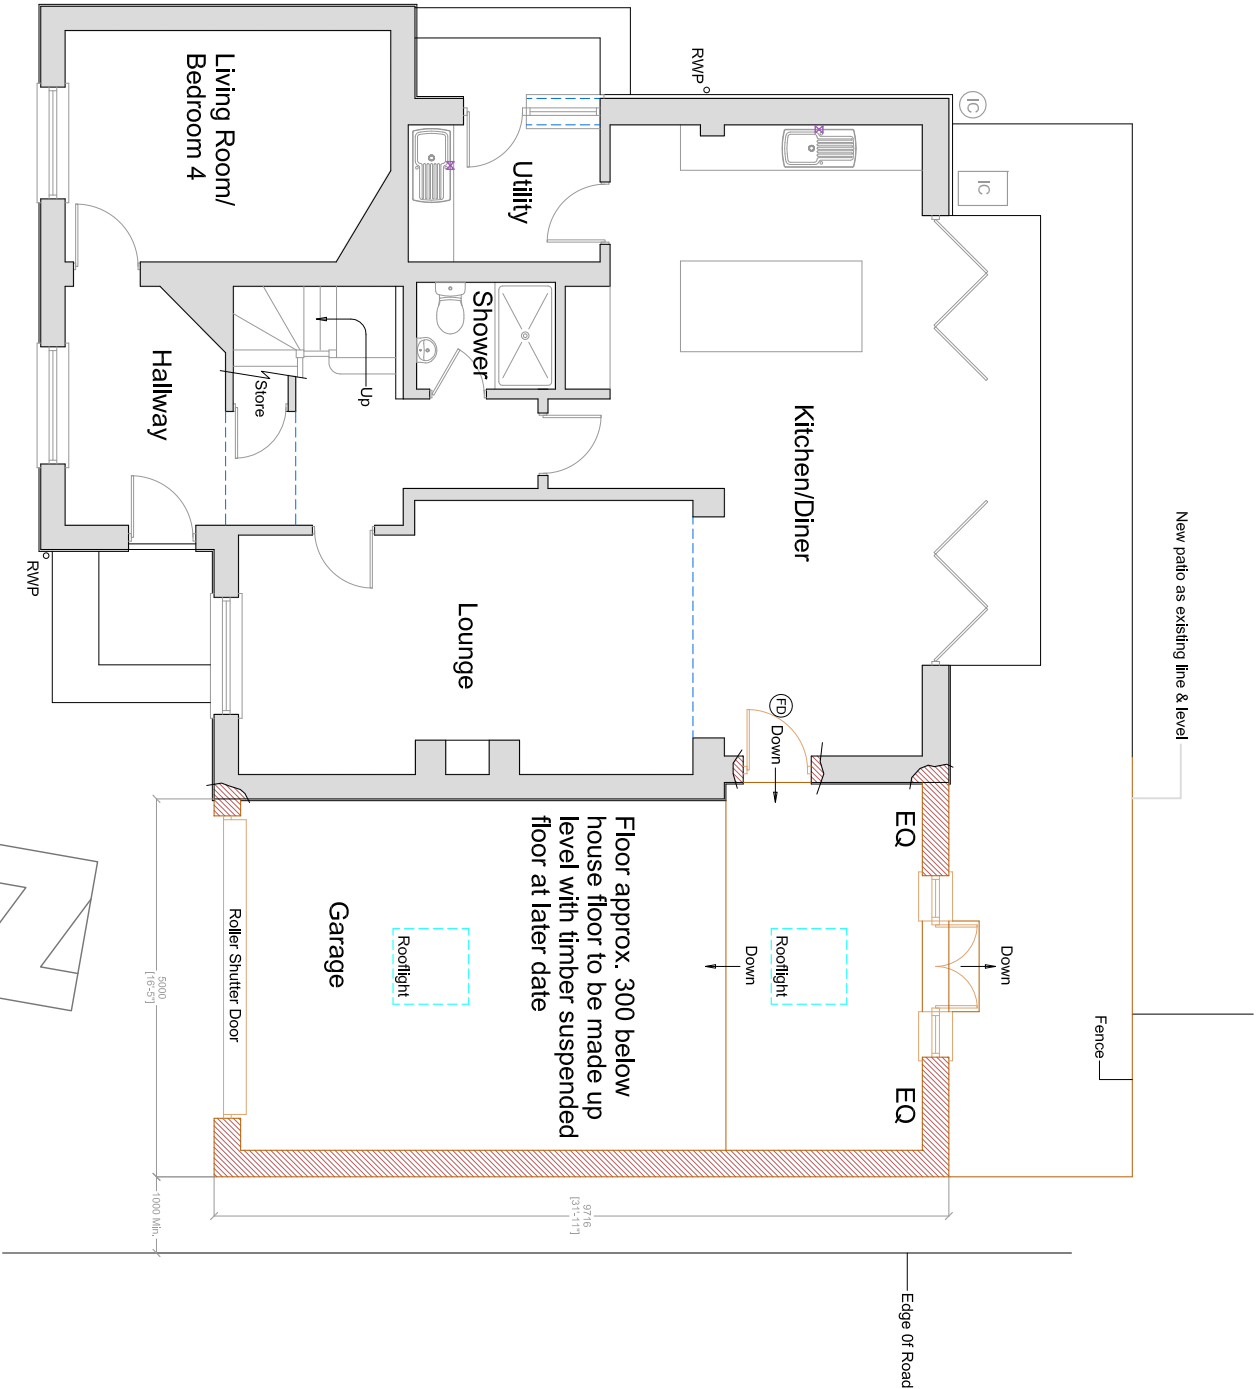 Living Room/
Bedroom 4
RWP
IC
IC
Utility
Shower
Hallway
Store
Up
Kitchen/Diner
New patio as existing line & level
RWP
Lounge
FD
Down
EQ
Floor approx. 300 below
house floor to be made up
level with timber suspended
floor at later date
Garage
Roller Shutter Door
Rooflight
Rooflight
Down
Down
Fence
EQ
5000
[16'-5"]
1000 Min.
9716
[31'-11"]
Edge 0f Road